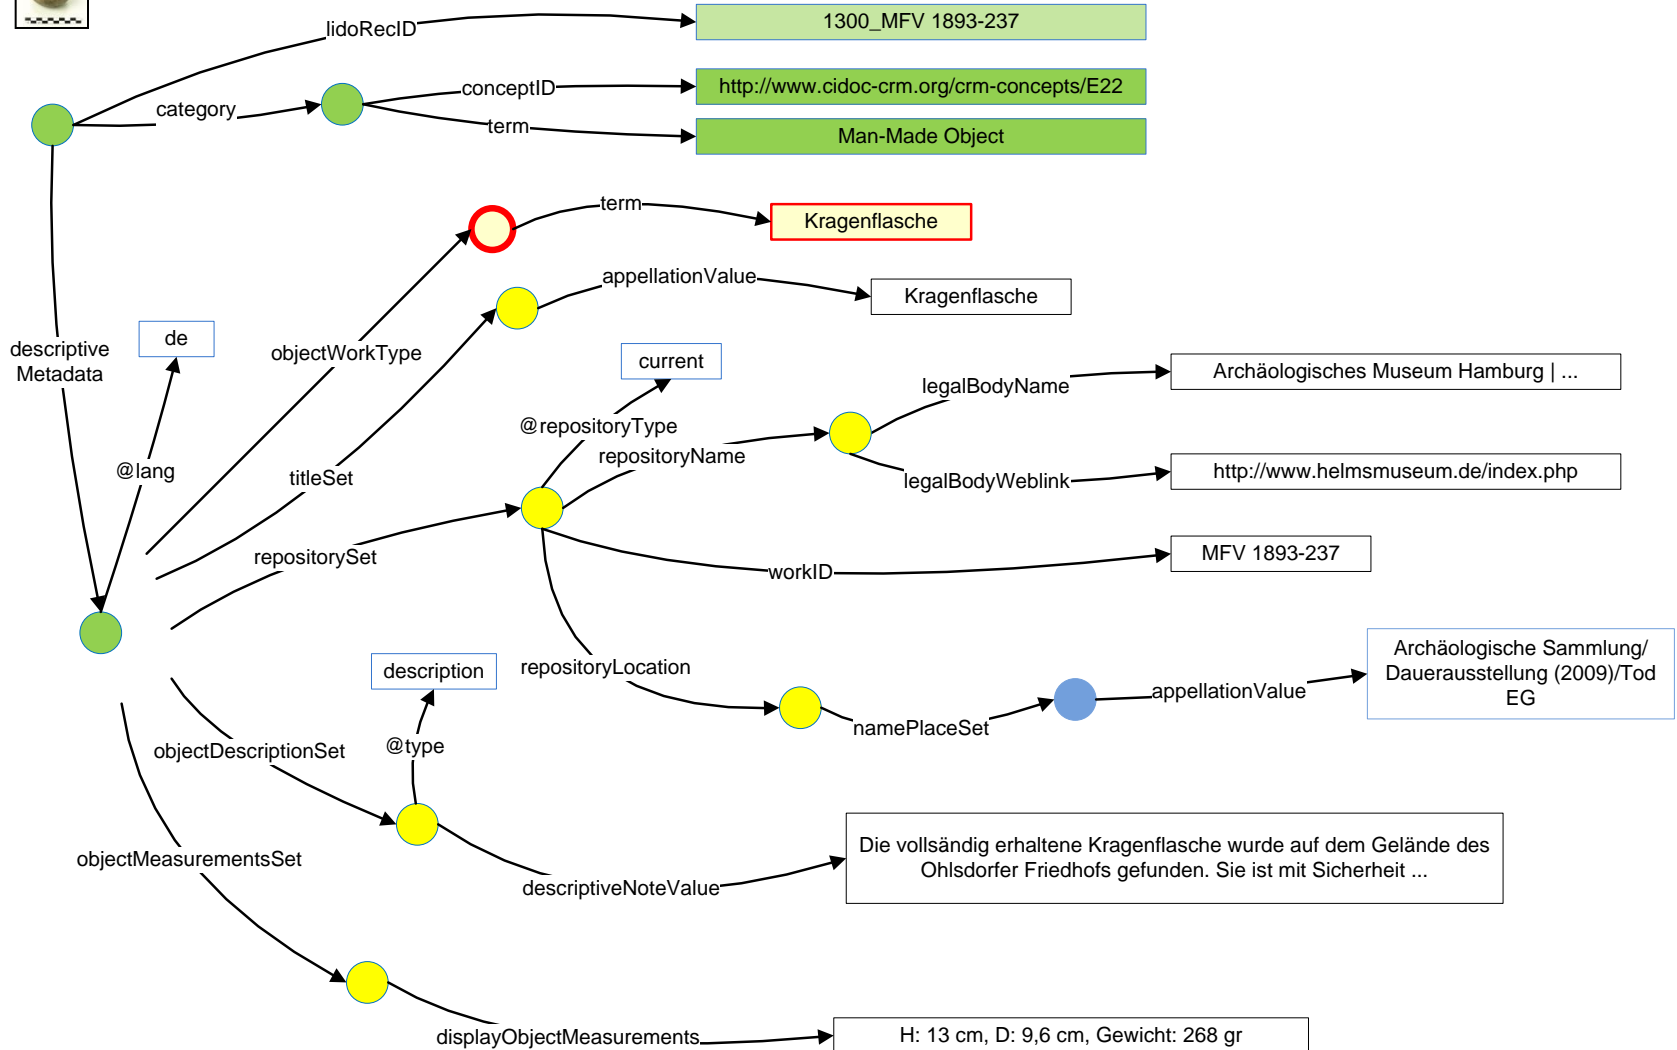 lidoRecID
1300_MFV 1893-237
category
conceptID
http://www.cidoc-crm.org/crm-concepts/E22
term
Man-Made Object
term
Kragenflasche
appellationValue
Kragenflasche
descriptive
Metadata
de
objectWorkType
current
legalBodyName
Archäologisches Museum Hamburg | ...
@repositoryType
repositoryName
@lang
titleSet
legalBodyWeblink
http://www.helmsmuseum.de/index.php
repositorySet
workID
MFV 1893-237
description
repositoryLocation
namePlaceSet
appellationValue
Archäologische Sammlung/
Dauerausstellung (2009)/Tod
EG
objectDescriptionSet
@type
objectMeasurementsSet
descriptiveNoteValue
Die vollsändig erhaltene Kragenflasche wurde auf dem Gelände des
Ohlsdorfer Friedhofs gefunden. Sie ist mit Sicherheit ...
displayObjectMeasurements
H: 13 cm, D: 9,6 cm, Gewicht: 268 gr